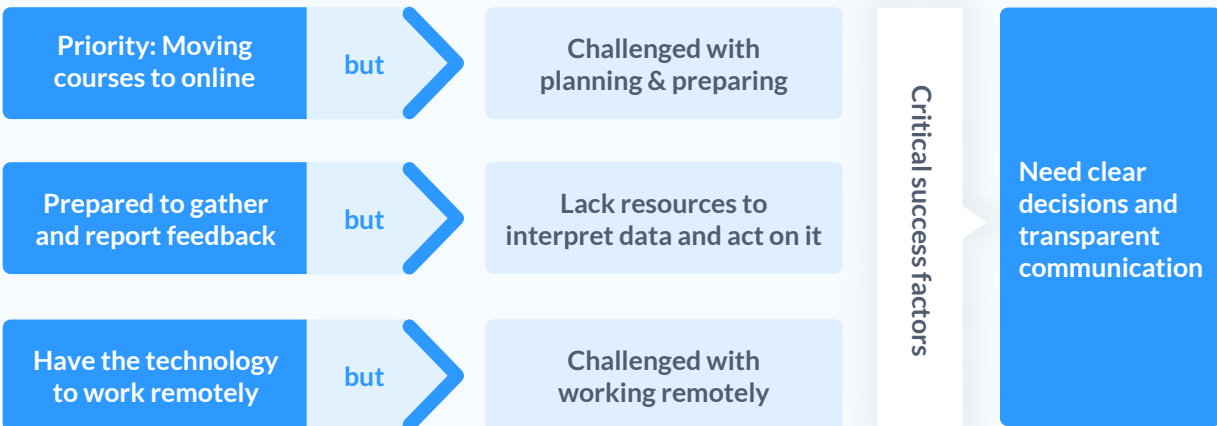 Priority: Moving
courses to online
but
Challenged with
planning & preparing
Prepared to gather
and report feedback
but
Lack resources to
interpret data and act on it
Have the technology
to work remotely
but
Challenged with
working remotely
Critical success factors
Need clear
decisions and
transparent
communication